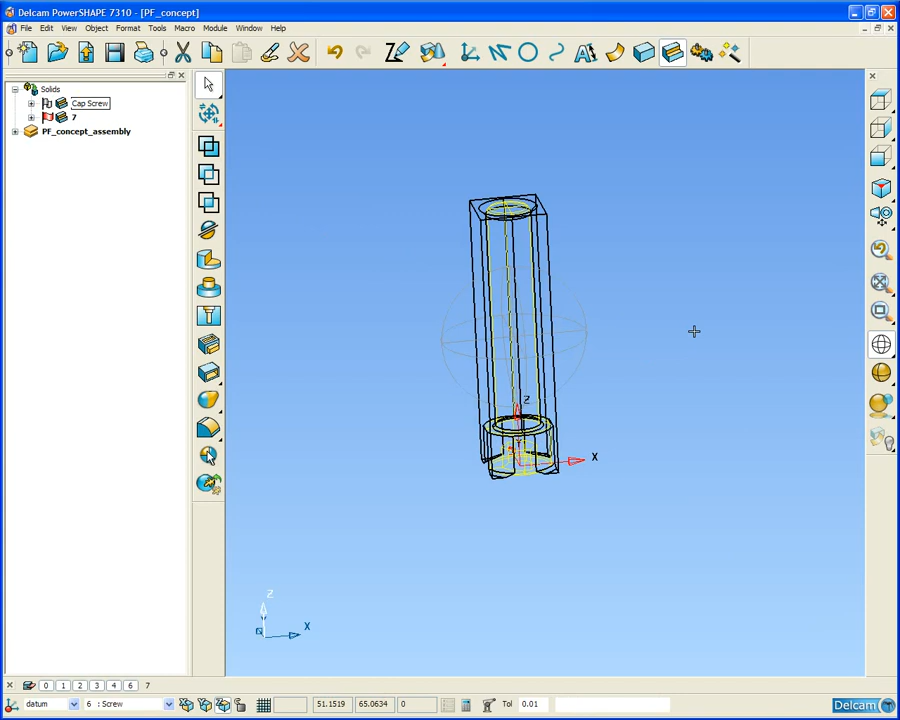 Delcam PowerSHAPE 7310 - [PF_concept]
File Edit View Object Format Tools Macro Module Window Help
Solids
Cap Screw
7
PF_concept_assembly
Z
X
Z
X
0 1 2 3 4 6 7
datum 6 : Screw 51.1519 65.0634 0 Tol 0.01 Delcam